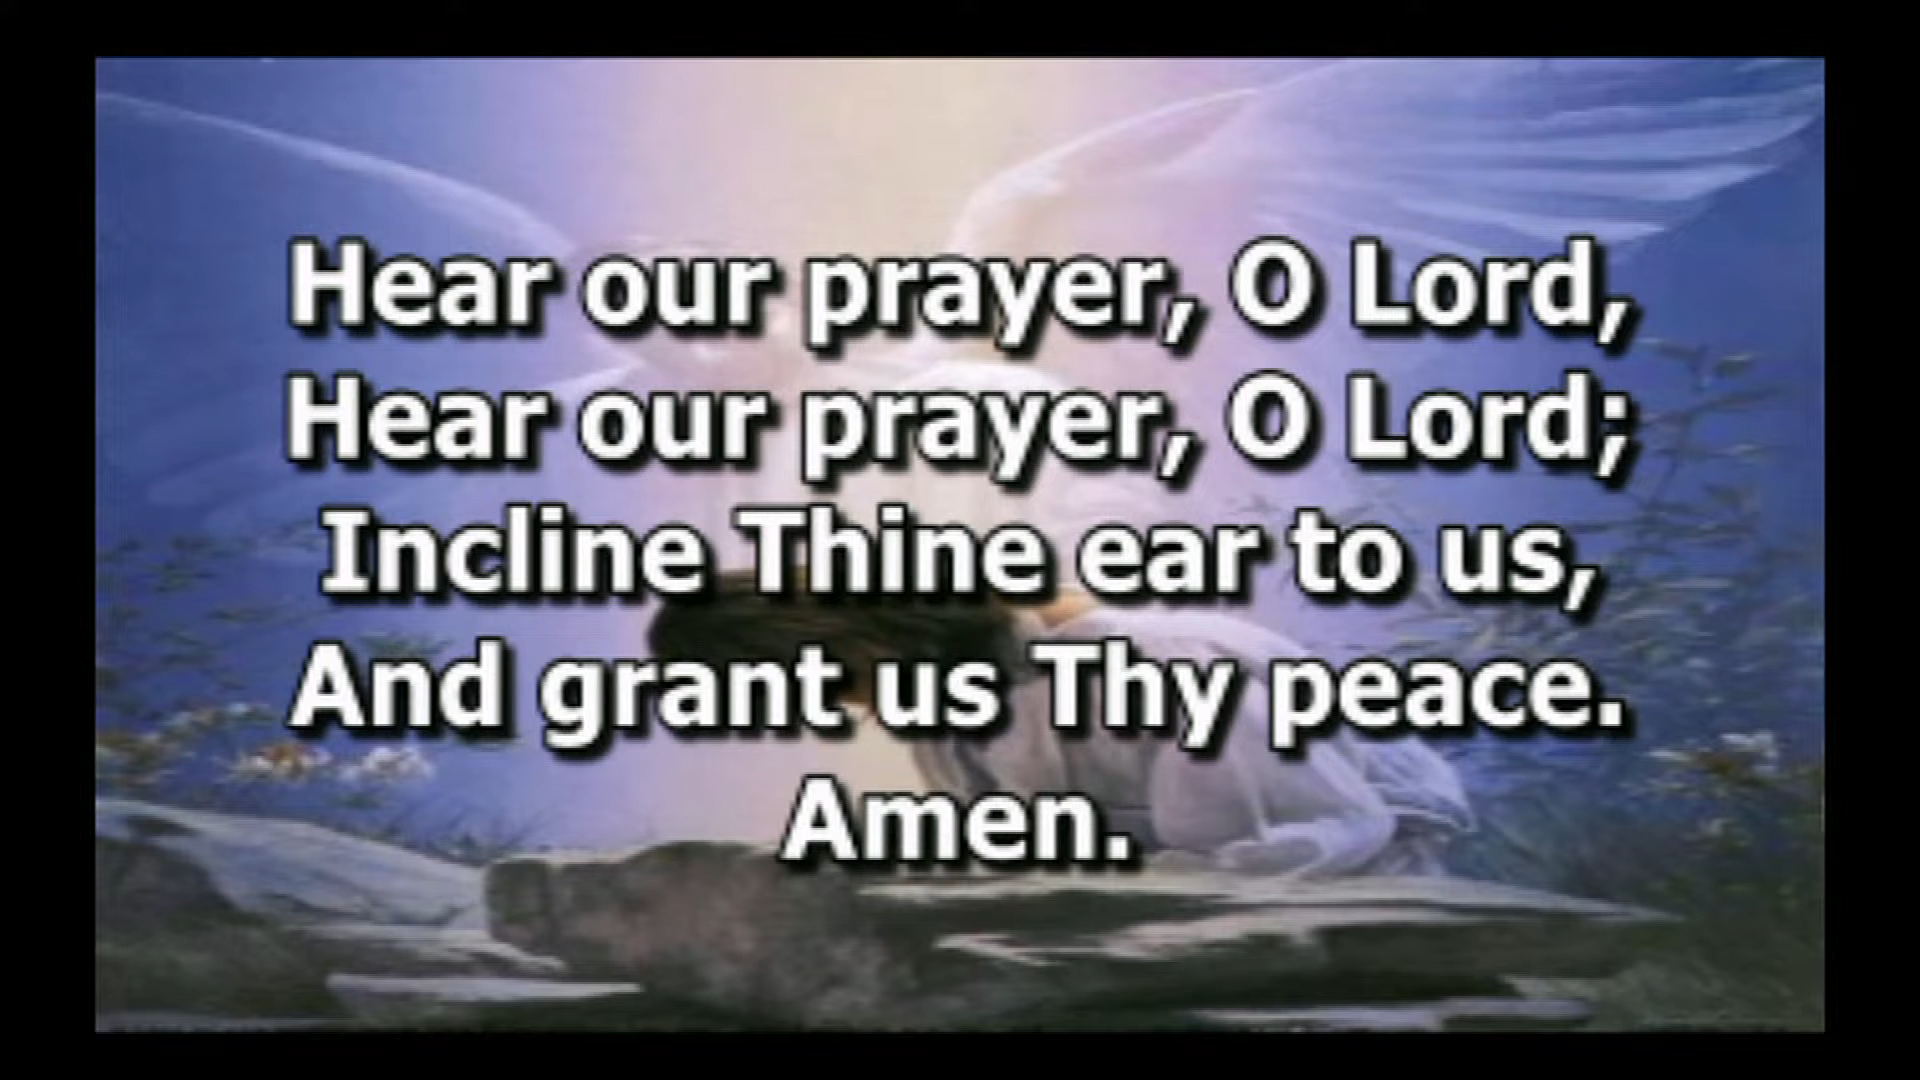 Hear our prayer, O Lord,
Hear our prayer, O Lord;
Incline Thine ear to us,
And grant us Thy peace.
Amen.